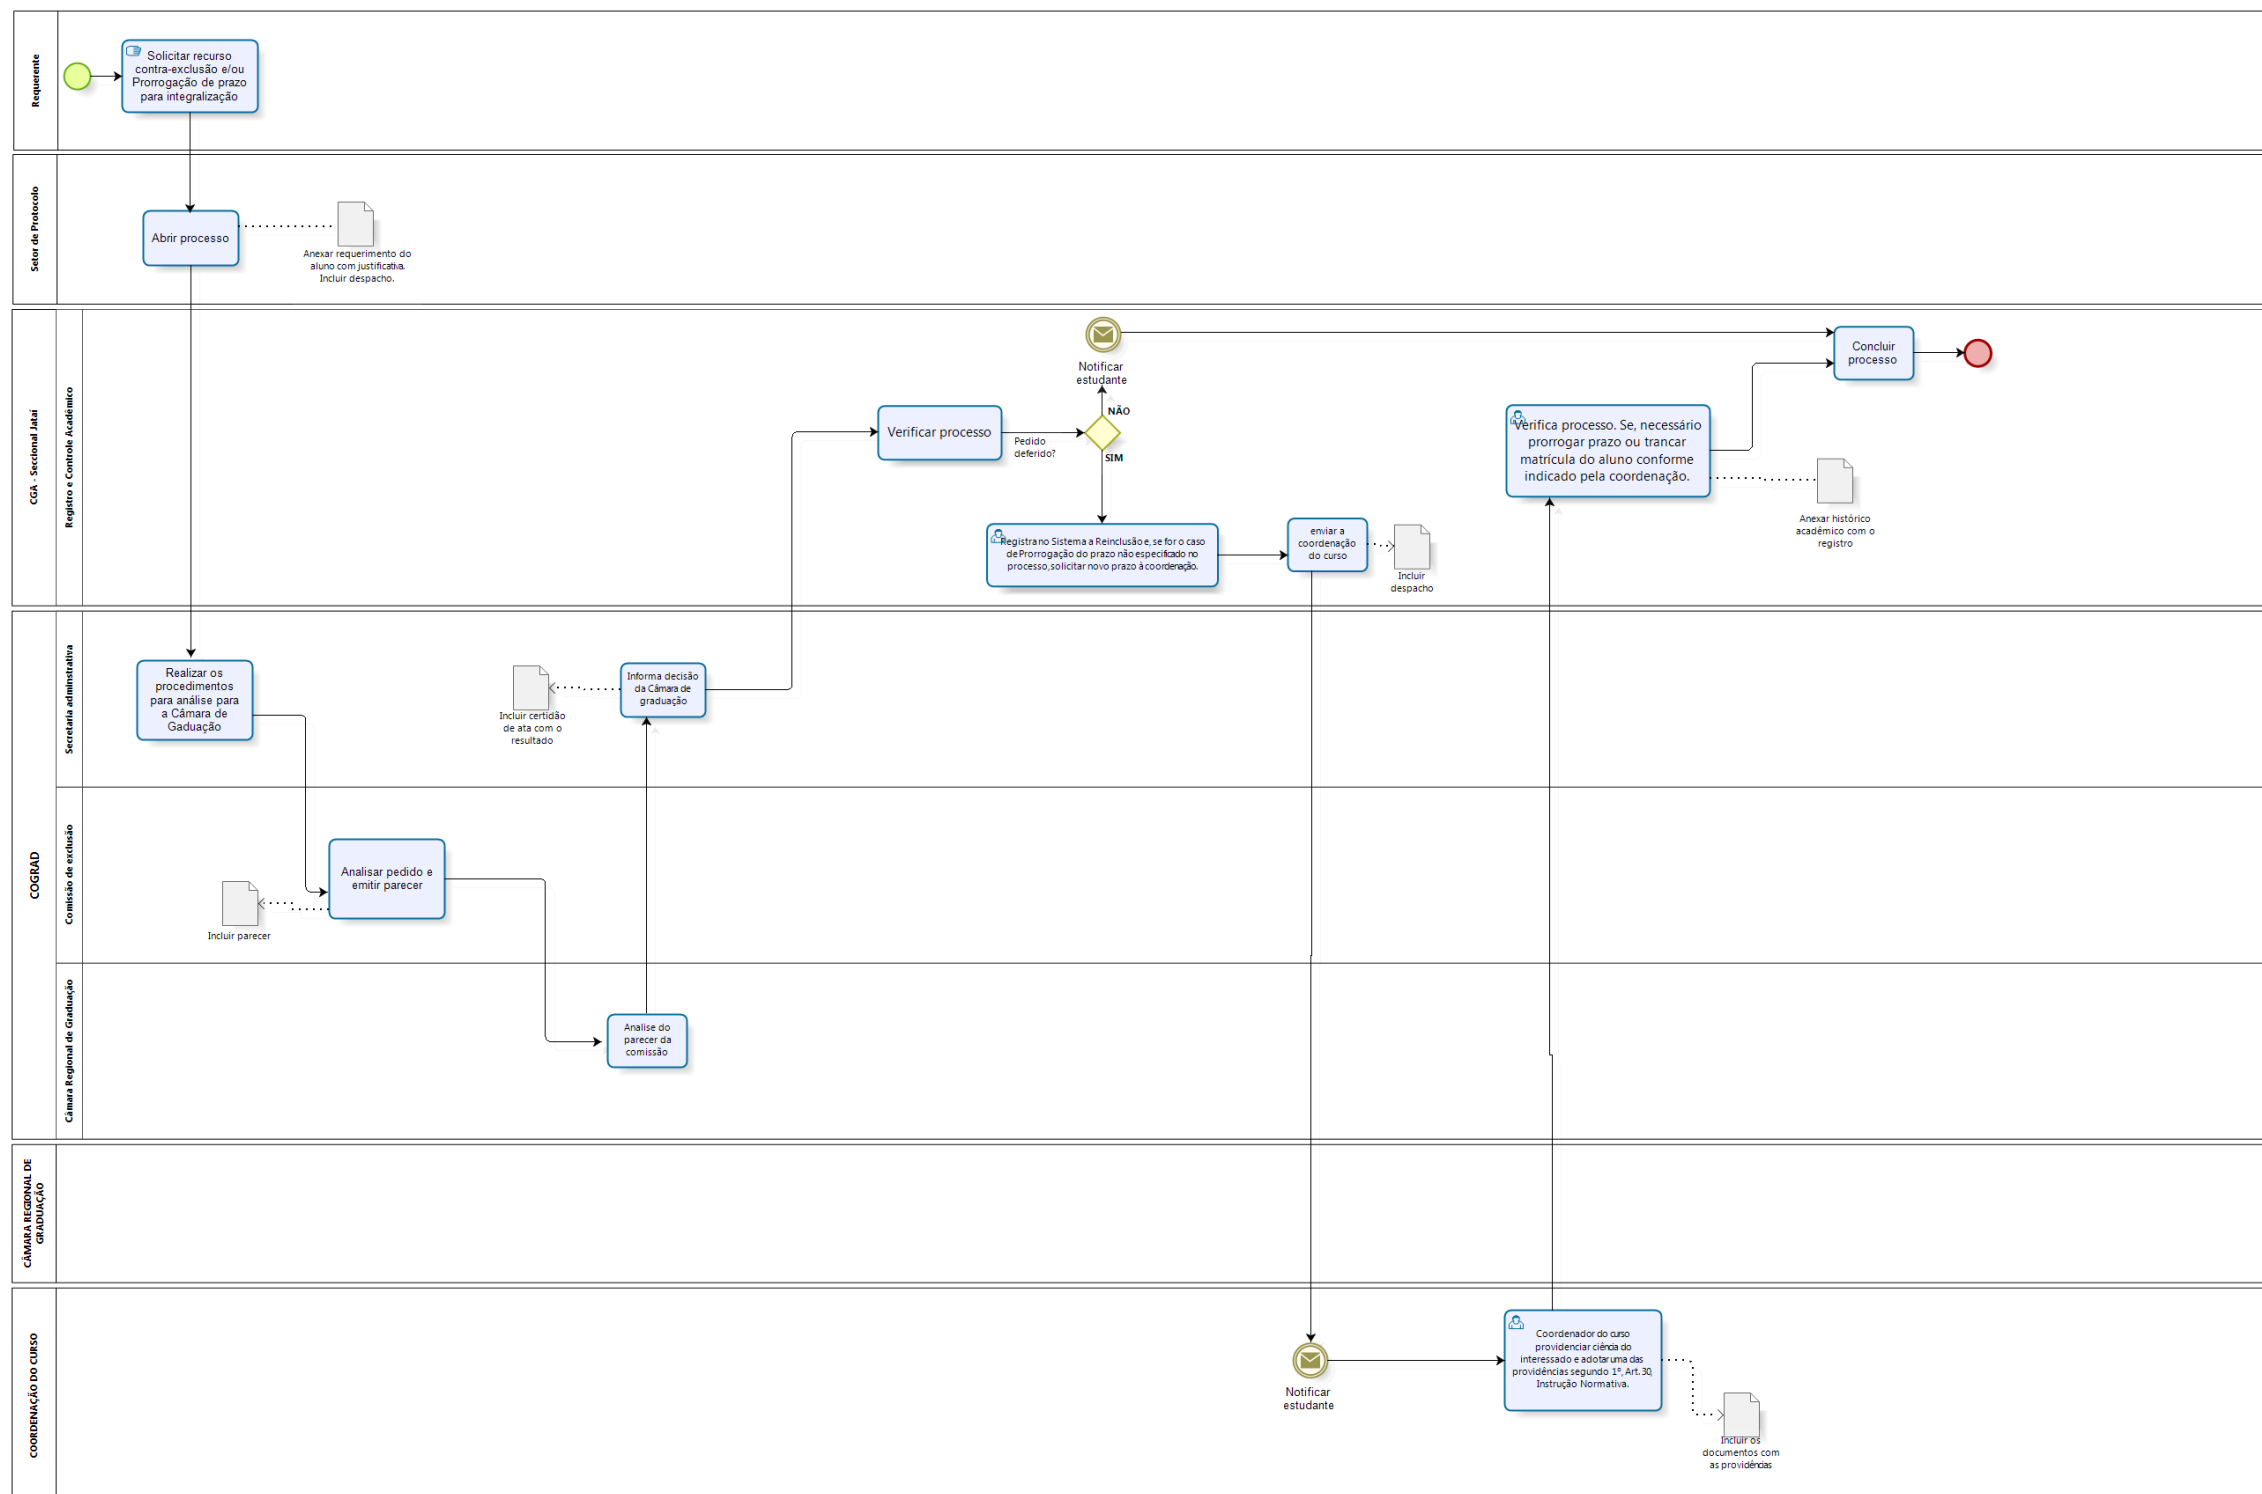 Requerente
Solicitar recurso
contra-exclusão e/ou
Prorrogação de prazo
para integralização
Setor de Protocolo
Abrir processo
Anexar requerimento do
aluno com justificativa.
Incluir despacho.
CGA - Seccional Jataí
Registro e Controle Acadêmico
Notificar
estudante
NÃO
Verificar processo
Pedido
deferido?
SIM
Concluir
processo
Verifica processo. Se, necessário
prorrogar prazo ou trancar
matrícula do aluno conforme
indicado pela coordenação.
Anexar histórico
acadêmico com o
registro
Registra no Sistema a Reinclusão e, se for o caso
de Prorrogação do prazo não especificado no
processo, solicitar novo prazo à coordenação.
enviar a
coordenação
do curso
Incluir
despacho
COGRAD
Secretaria adminstrativa
Realizar os
procedimentos
para análise para
a Câmara de
Gaduação
Incluir certidão
de ata com o
resultado
Informa decisão
da Câmara de
graduação
Comissão de exclusão
Analisar pedido e
emitir parecer
Incluir parecer
Câmara Regional de Graduação
Analise do
parecer da
comissão
CÂMARA REGIONAL DE
GRADUAÇÃO
COORDENAÇÃO DO CURSO
Notificar
estudante
Coordenador do curso
providenciar ciência do
interessado e adotar uma das
providências segundo 1º, Art. 30,
Instrução Normativa.
Incluir os
documentos com
as providências